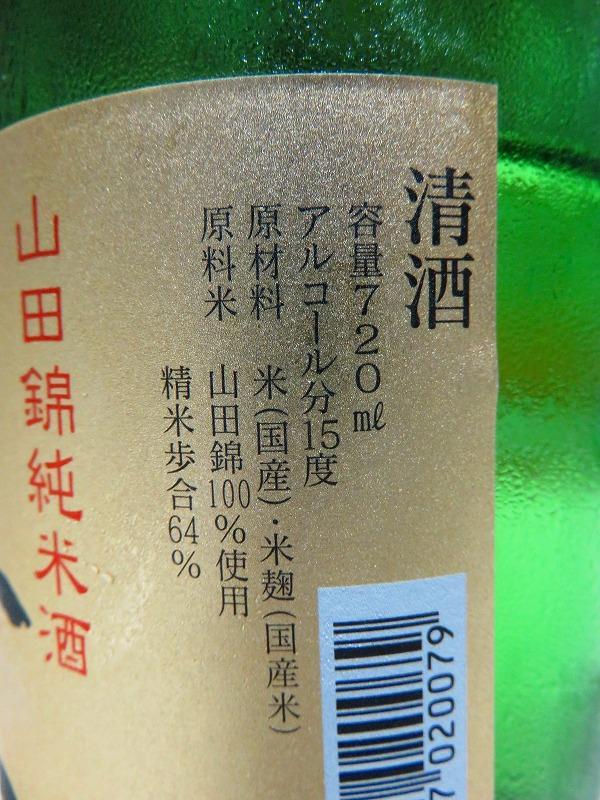 清酒
容量720㎖
アルコール分15度
原材料 米(国産)・米麹(国産米)
原料米 山田錦100%使用
精米歩合64%
山田錦純米酒
7 020079